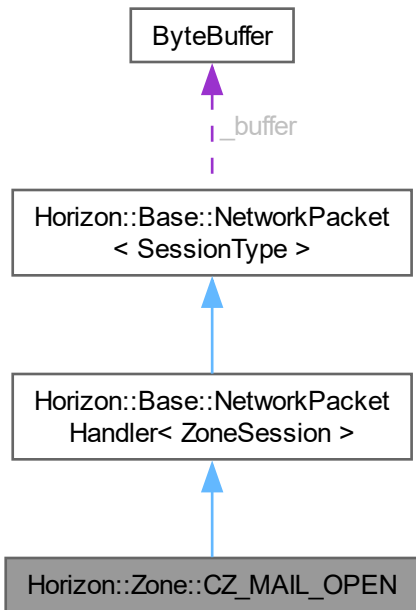 ByteBuffer
_buffer
Horizon::Base::NetworkPacket
< SessionType >
Horizon::Base::NetworkPacket
Handler< ZoneSession >
Horizon::Zone::CZ_MAIL_OPEN